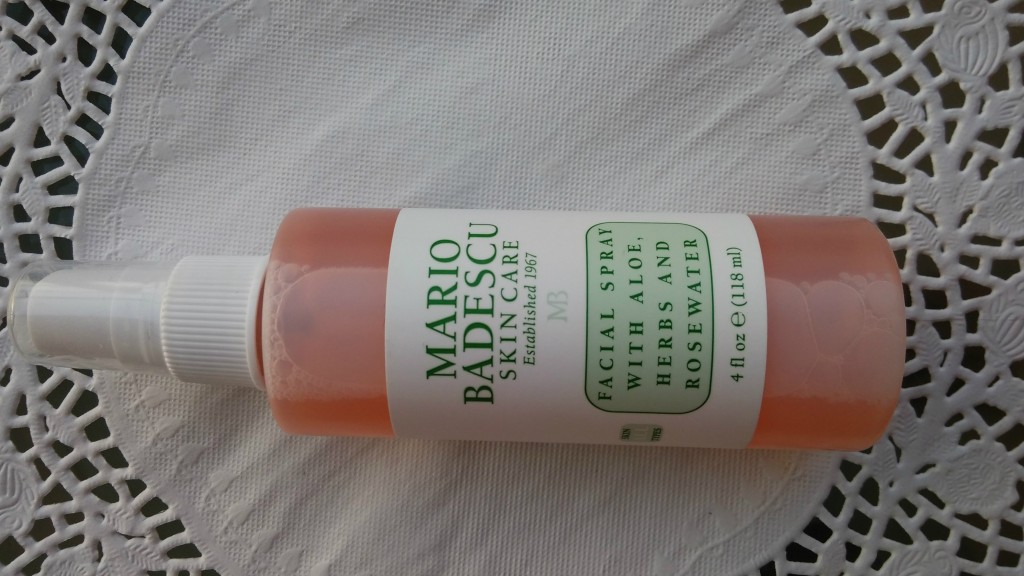 MARIO
BADESCU
SKIN CARE
Established 1967
MB
FACIAL SPRAY
WITH ALOE,
HERBS AND
ROSEWATER
4 fl oz ℮ (118 ml)